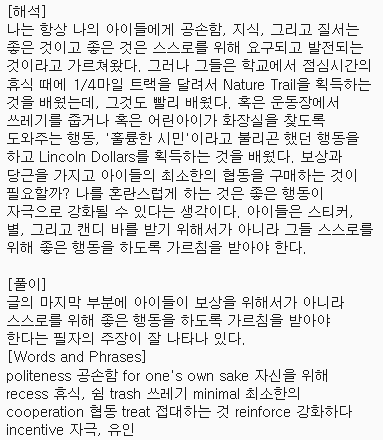 [해석]
나는 항상 나의 아이들에게 공손함, 지식, 그리고 질서는
좋은 것이고 좋은 것은 스스로를 위해 요구되고 발전되는
것이라고 가르쳐왔다. 그러나 그들은 학교에서 점심시간의
휴식 때에 1/4마일 트랙을 달려서 Nature Trail을 획득하는
것을 배웠는데, 그것도 빨리 배웠다. 혹은 운동장에서
쓰레기를 줍거나 혹은 어린아이가 화장실을 찾도록
도와주는 행동, '훌륭한 시민'이라고 불리곤 했던 행동을
하고 Lincoln Dollars를 획득하는 것을 배웠다. 보상과
당근을 가지고 아이들의 최소한의 협동을 구매하는 것이
필요할까? 나를 혼란스럽게 하는 것은 좋은 행동이
자극으로 강화될 수 있다는 생각이다. 아이들은 스티커,
별, 그리고 캔디 바를 받기 위해서가 아니라 그들 스스로를
위해 좋은 행동을 하도록 가르침을 받아야 한다.
[풀이]
글의 마지막 부분에 아이들이 보상을 위해서가 아니라
스스로를 위해 좋은 행동을 하도록 가르침을 받아야
한다는 필자의 주장이 잘 나타나 있다.
[Words and Phrases]
politeness 공손함 for one's own sake 자신을 위해
recess 휴식, 쉼 trash 쓰레기 minimal 최소한의
cooperation 협동 treat 접대하는 것 reinforce 강화하다
incentive 자극, 유인